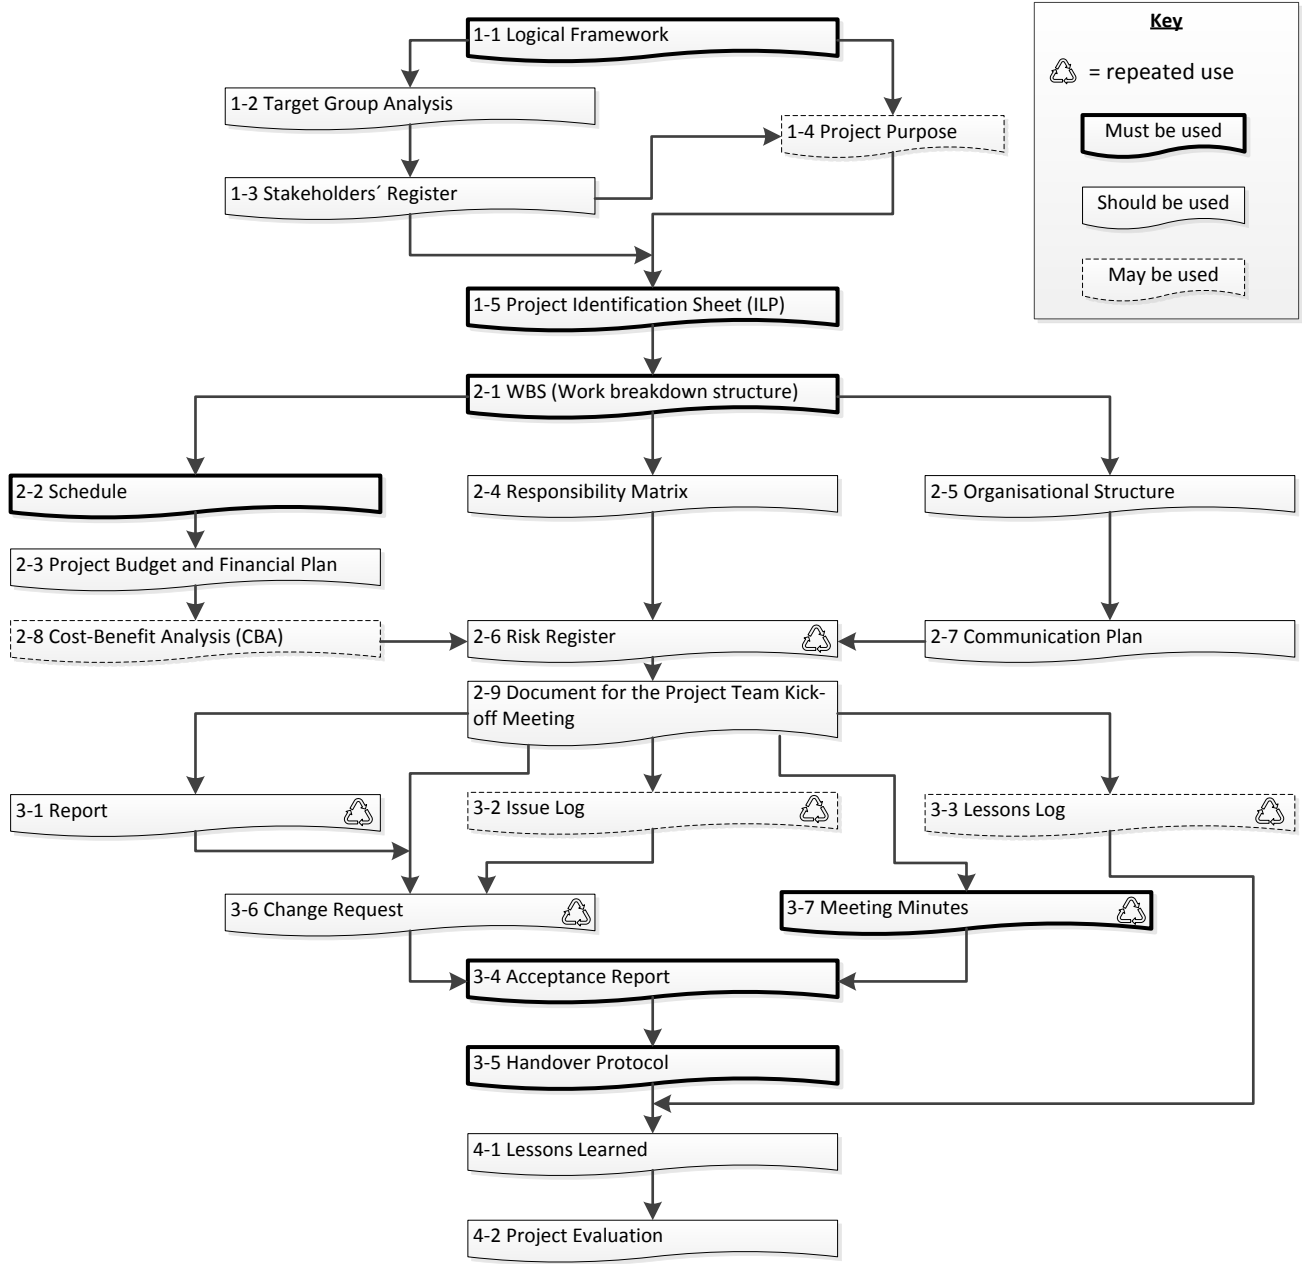 1-1 Logical Framework
Key
= repeated use
1-2 Target Group Analysis
1-4 Project Purpose
Must be used
1-3 Stakeholders´ Register
Should be used
May be used
1-5 Project Identification Sheet (ILP)
2-1 WBS (Work breakdown structure)
2-2 Schedule
2-4 Responsibility Matrix
2-5 Organisational Structure
2-3 Project Budget and Financial Plan
2-8 Cost-Benefit Analysis (CBA)
2-6 Risk Register
2-7 Communication Plan
2-9 Document for the Project Team Kick-
off Meeting
3-1 Report
3-2 Issue Log
3-3 Lessons Log
3-6 Change Request
3-7 Meeting Minutes
3-4 Acceptance Report
3-5 Handover Protocol
4-1 Lessons Learned
4-2 Project Evaluation